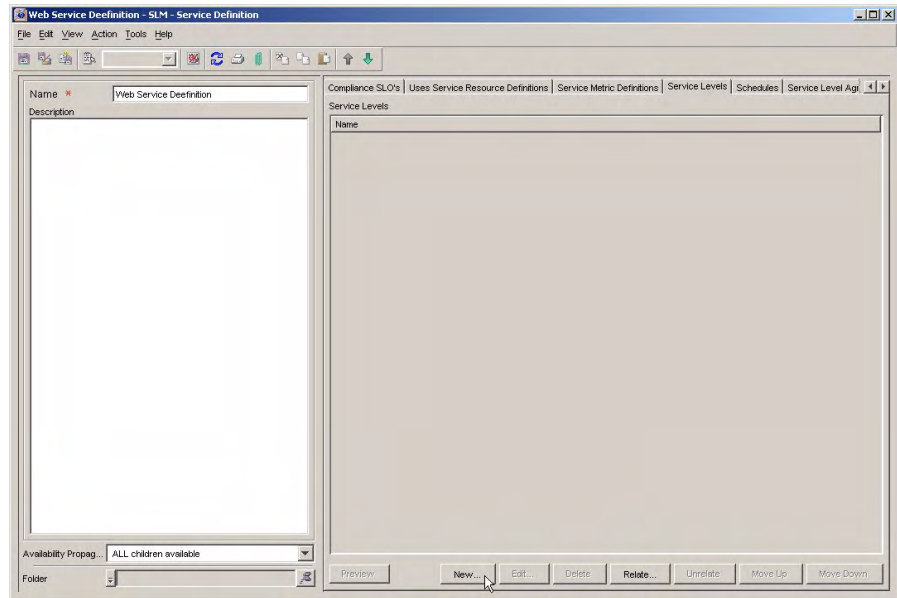 Web Service Deefinition - SLM - Service Definition
File Edit View Action Tools Help
Name * Web Service Deefinition
Description
Compliance SLO's Uses Service Resource Definitions Service Metric Definitions Service Levels Schedules Service Level Agr
Service Levels
Name
Availability Propag... ALL children available
Folder
Preview New... Edit... Delete Relate... Unrelate Move Up Move Down